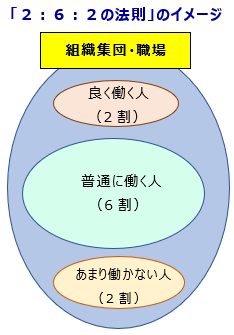 「２：６：２の法則」のイメージ
組織集団・職場
良く働く人
（２割）
普通に働く人
（６割）
あまり働かない人
（２割）